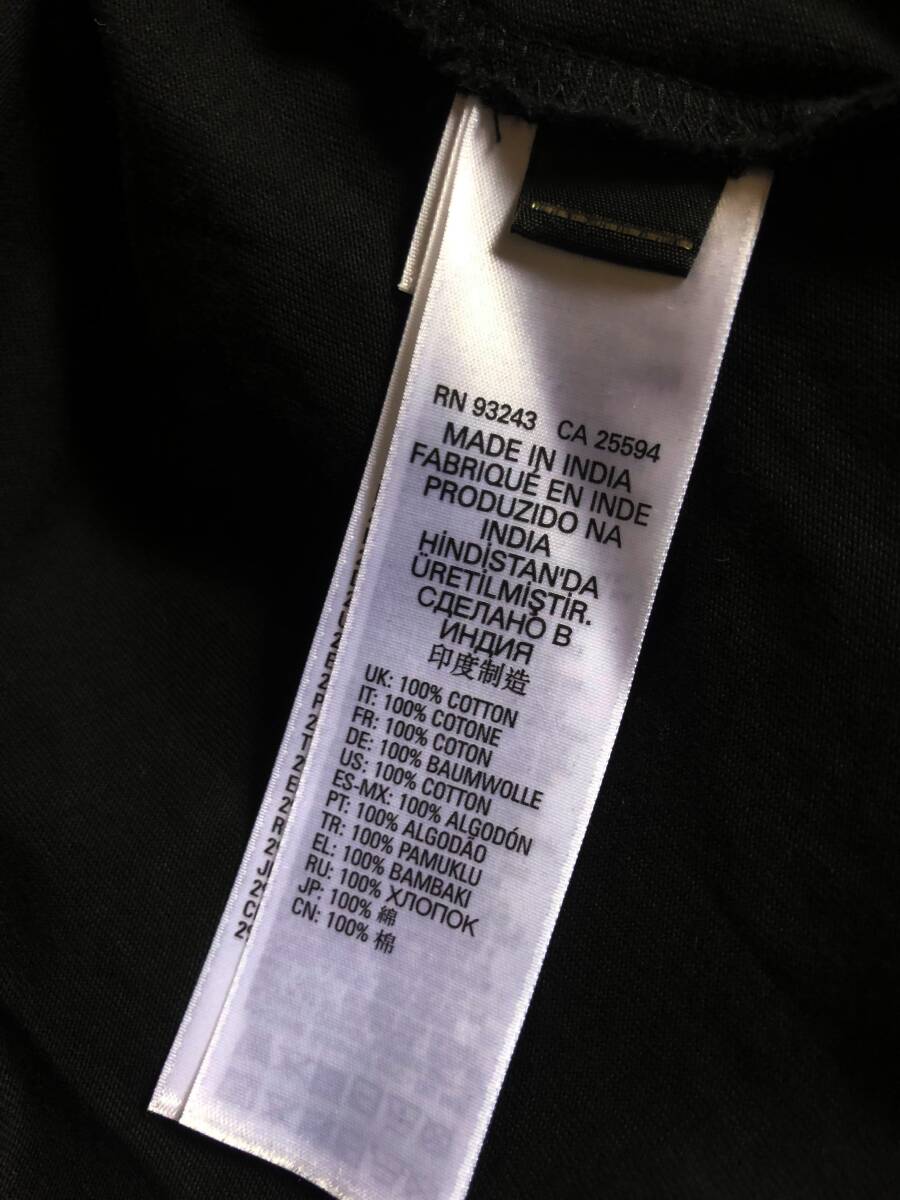 RN 93243 CA 25594
MADE IN INDIA
FABRIQUÉ EN INDE
PRODUZIDO NA
INDIA
HİNDİSTAN'DA
ÜRETİLMİŞTİR.
СДЕЛАНО В
ИНДИЯ
印度制造
UK: 100% COTTON
IT: 100% COTONE
FR: 100% COTON
DE: 100% BAUMWOLLE
US: 100% COTTON
ES-MX: 100% ALGODÓN
PT: 100% ALGODÃO
TR: 100% PAMUKLU
EL: 100% BAMBAKI
RU: 100% ХЛОПОК
JP: 100% 綿
CN: 100% 棉